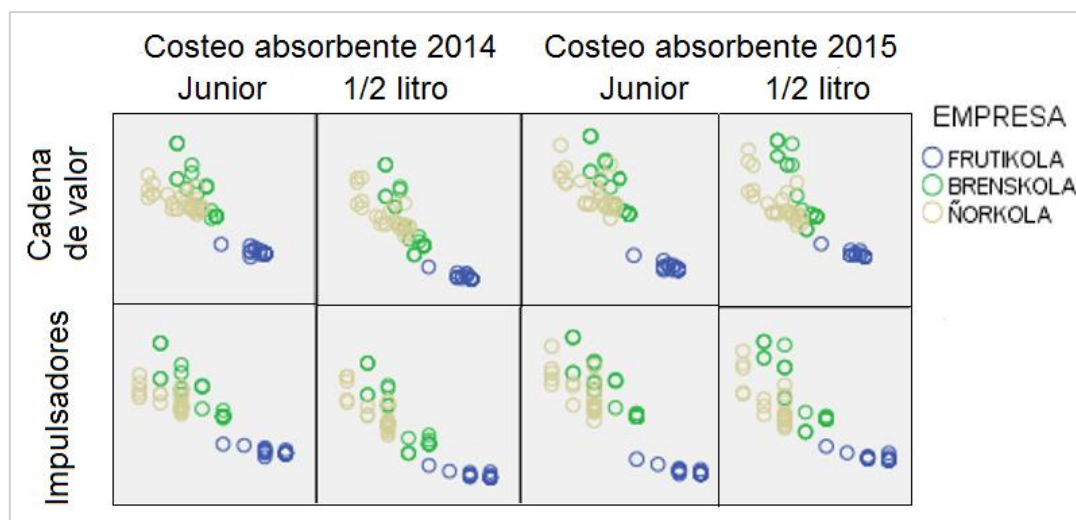 Costeo absorbente 2014 Costeo absorbente 2015
Junior 1/2 litro Junior 1/2 litro
EMPRESA
FRUTIKOLA
BRENSKOLA
ÑORKOLA
Cadena
de valor
Impulsadores